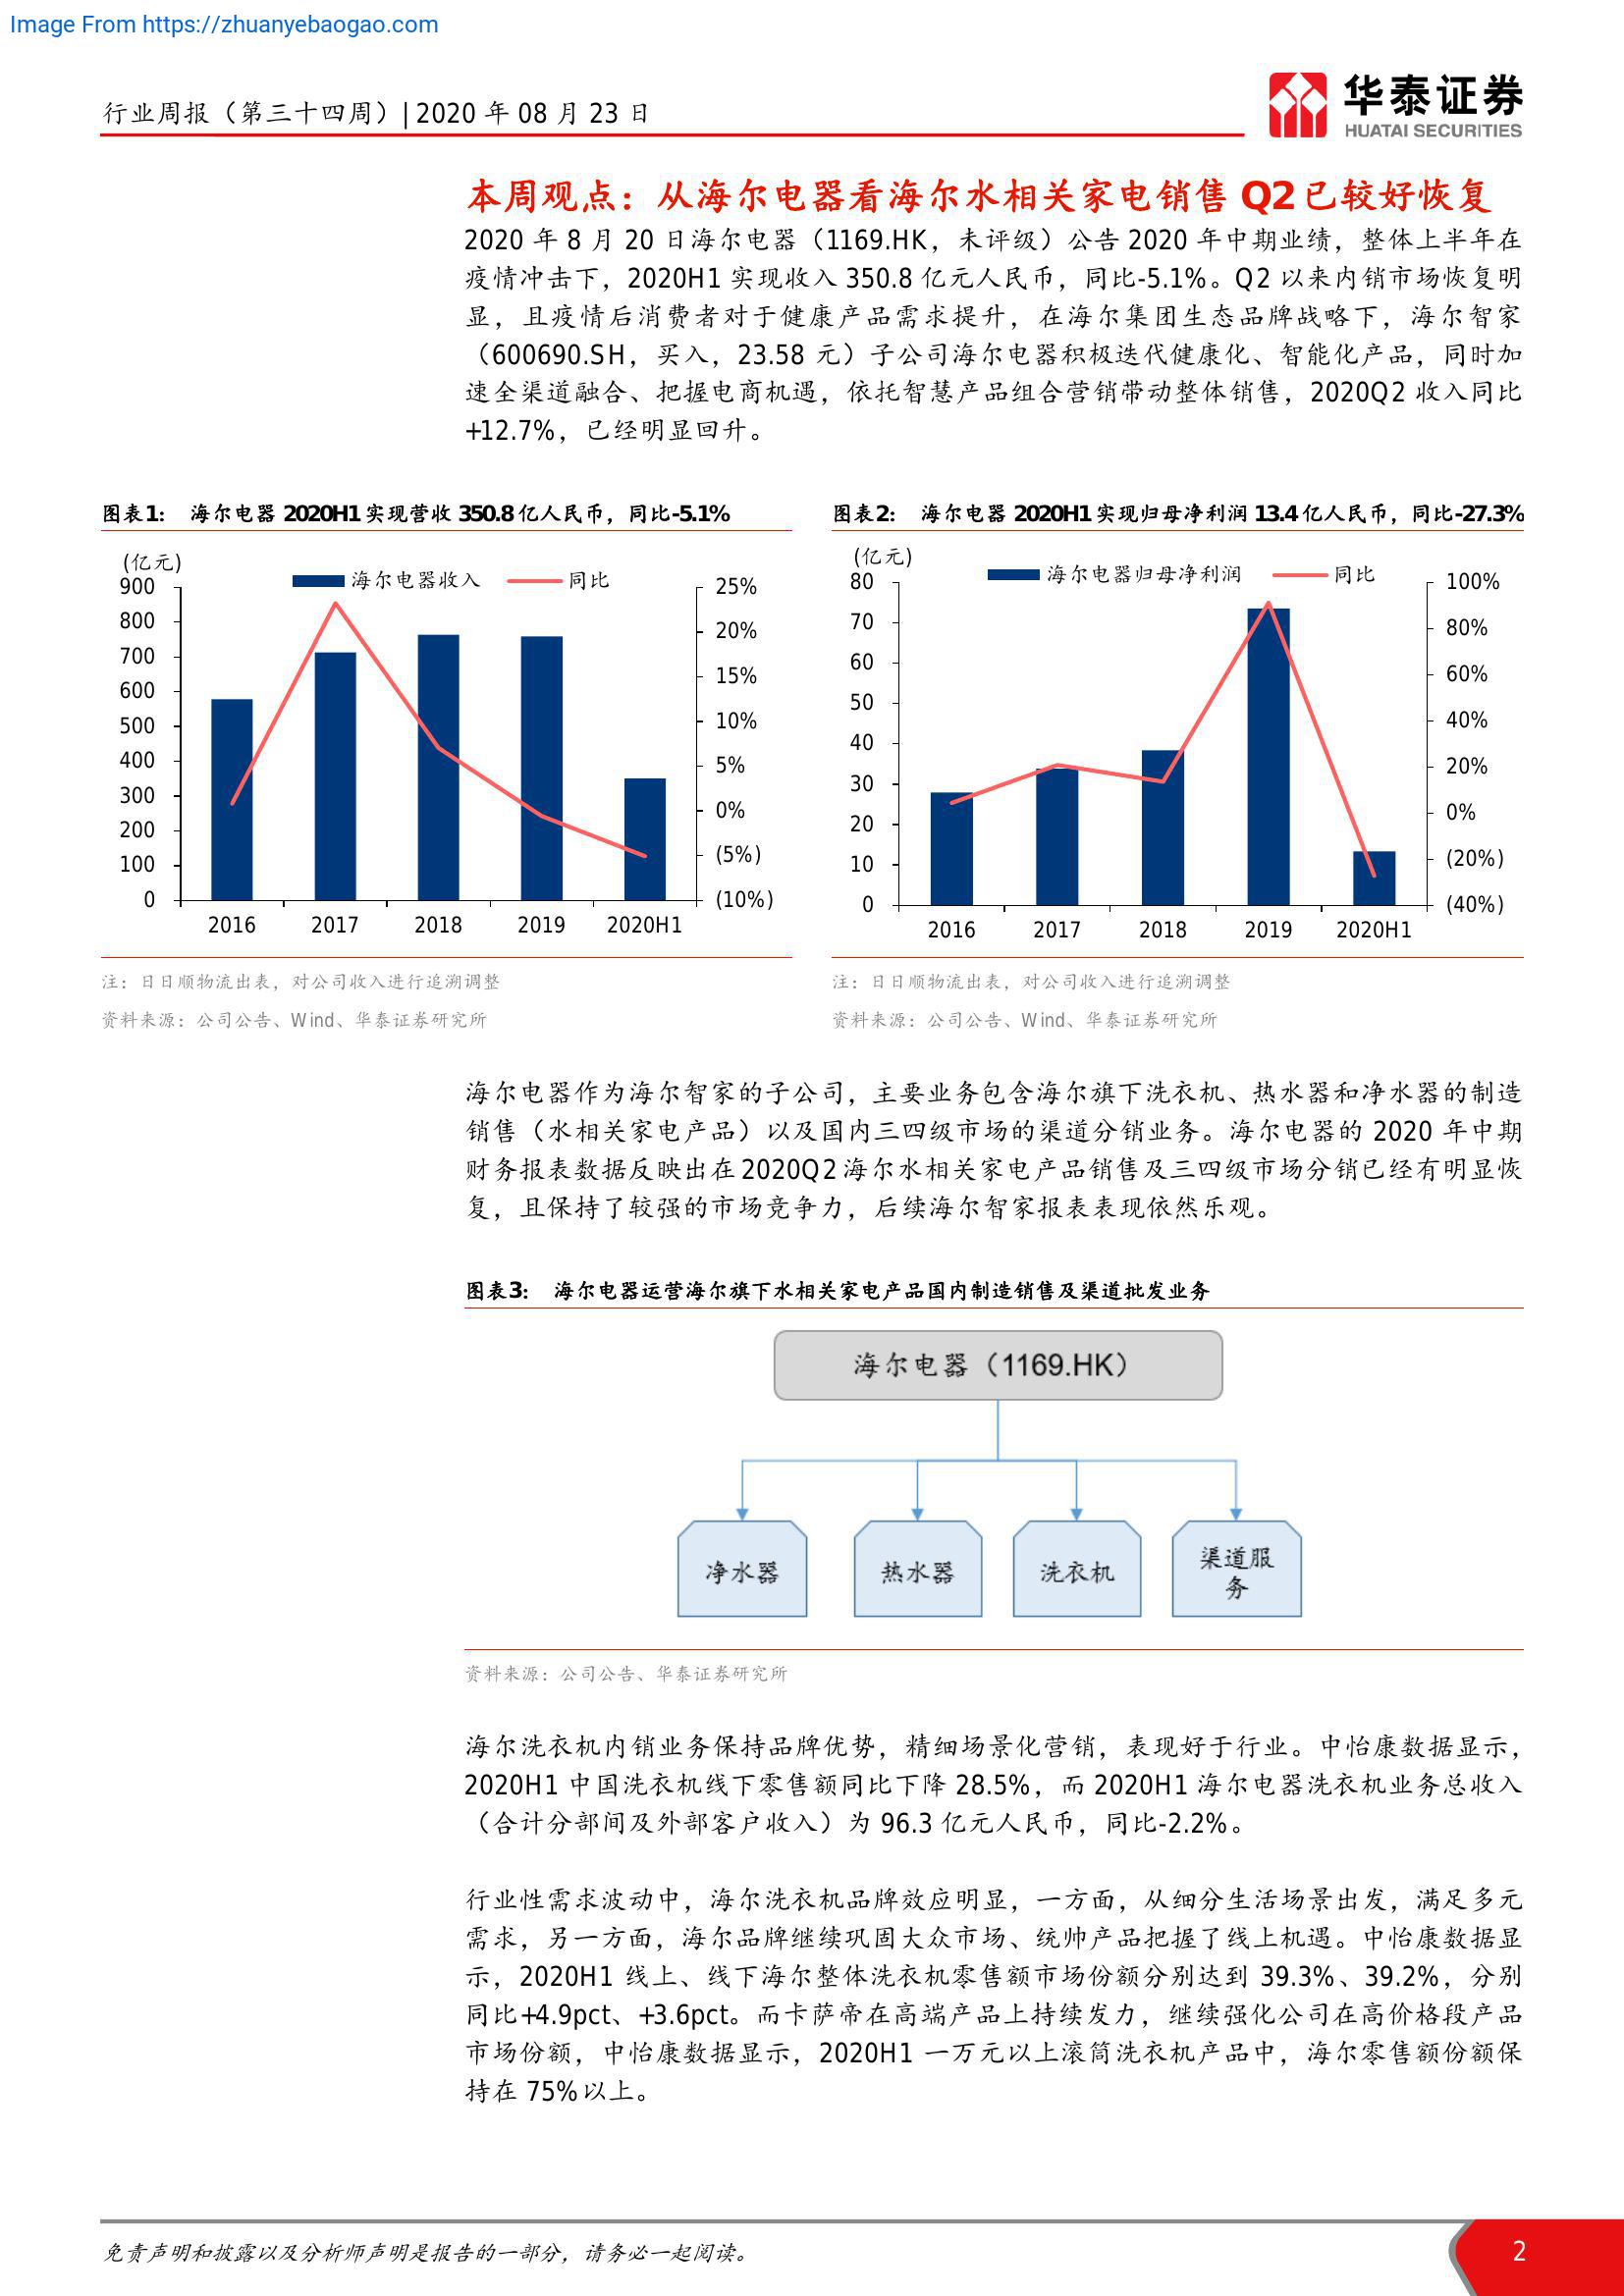 Image From https://zhuanyebaogao.com
行业周报（第三十四周）| 2020 年 08 月 23 日
华泰证券
HUATAI SECURITIES
本周观点：从海尔电器看海尔水相关家电销售 Q2 已较好恢复
2020 年 8 月 20 日海尔电器（1169.HK，未评级）公告 2020 年中期业绩，整体上半年在
疫情冲击下，2020H1 实现收入 350.8 亿元人民币，同比-5.1%。Q2 以来内销市场恢复明
显，且疫情后消费者对于健康产品需求提升，在海尔集团生态品牌战略下，海尔智家
（600690.SH，买入，23.58 元）子公司海尔电器积极迭代健康化、智能化产品，同时加
速全渠道融合、把握电商机遇，依托智慧产品组合营销带动整体销售，2020Q2 收入同比
+12.7%，已经明显回升。
图表1： 海尔电器 2020H1 实现营收 350.8 亿人民币，同比-5.1%
(亿元)
海尔电器收入 同比
900
800
700
600
500
400
300
200
100
0
25%
20%
15%
10%
5%
0%
(5%)
(10%)
2016 2017 2018 2019 2020H1
注：日日顺物流出表，对公司收入进行追溯调整
资料来源：公司公告、Wind、华泰证券研究所
图表2： 海尔电器 2020H1 实现归母净利润 13.4 亿人民币，同比-27.3%
(亿元)
海尔电器归母净利润 同比
80
70
60
50
40
30
20
10
0
100%
80%
60%
40%
20%
0%
(20%)
(40%)
2016 2017 2018 2019 2020H1
注：日日顺物流出表，对公司收入进行追溯调整
资料来源：公司公告、Wind、华泰证券研究所
海尔电器作为海尔智家的子公司，主要业务包含海尔旗下洗衣机、热水器和净水器的制造
销售（水相关家电产品）以及国内三四级市场的渠道分销业务。海尔电器的 2020 年中期
财务报表数据反映出在 2020Q2 海尔水相关家电产品销售及三四级市场分销已经有明显恢
复，且保持了较强的市场竞争力，后续海尔智家报表表现依然乐观。
图表3： 海尔电器运营海尔旗下水相关家电产品国内制造销售及渠道批发业务
海尔电器（1169.HK）
净水器
热水器
洗衣机
渠道服
务
资料来源：公司公告、华泰证券研究所
海尔洗衣机内销业务保持品牌优势，精细场景化营销，表现好于行业。中怡康数据显示，
2020H1 中国洗衣机线下零售额同比下降 28.5%，而 2020H1 海尔电器洗衣机业务总收入
（合计分部间及外部客户收入）为 96.3 亿元人民币，同比-2.2%。
行业性需求波动中，海尔洗衣机品牌效应明显，一方面，从细分生活场景出发，满足多元
需求，另一方面，海尔品牌继续巩固大众市场、统帅产品把握了线上机遇。中怡康数据显
示，2020H1 线上、线下海尔整体洗衣机零售额市场份额分别达到 39.3%、39.2%，分别
同比+4.9pct、+3.6pct。而卡萨帝在高端产品上持续发力，继续强化公司在高价格段产品
市场份额，中怡康数据显示，2020H1 一万元以上滚筒洗衣机产品中，海尔零售额份额保
持在 75%以上。
免责声明和披露以及分析师声明是报告的一部分，请务必一起阅读。
2